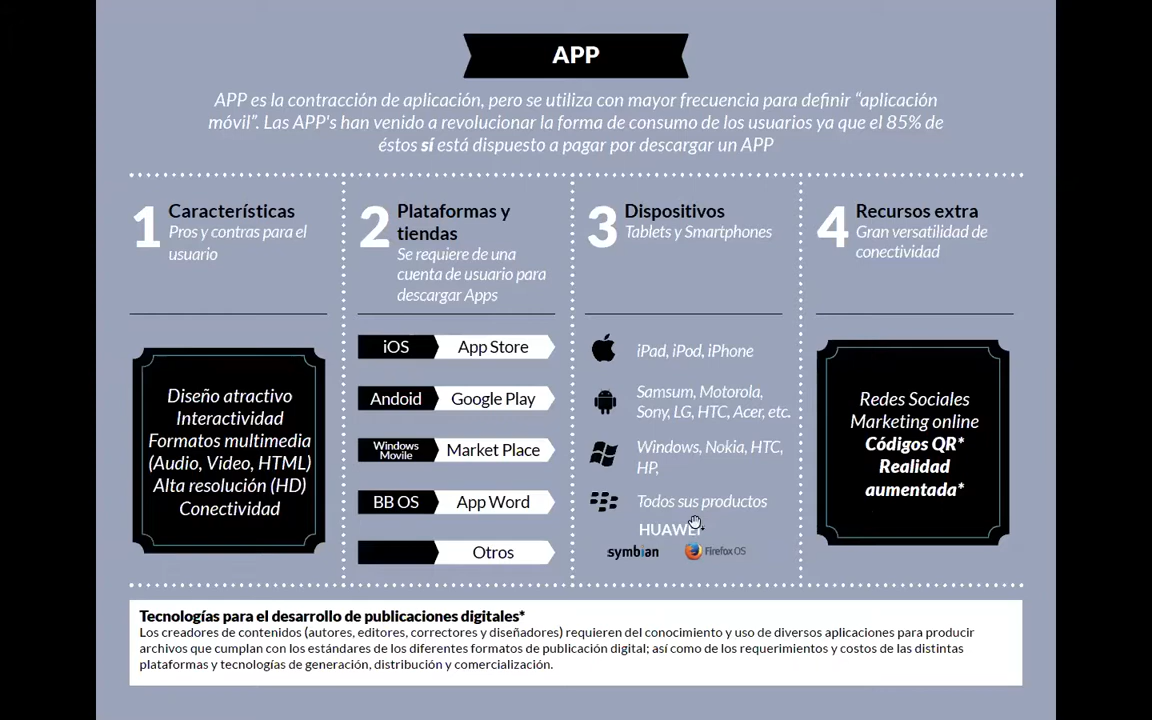 APP
APP es la contracción de aplicación, pero se utiliza con mayor frecuencia para definir “aplicación
móvil”. Las APP's han venido a revolucionar la forma de consumo de los usuarios ya que el 85% de
éstos sí está dispuesto a pagar por descargar un APP
1 Características
Pros y contras para el
usuario
Diseño atractivo
Interactividad
Formatos multimedia
(Audio, Video, HTML)
Alta resolución (HD)
Conectividad
2 Plataformas y
tiendas
Se requiere de una
cuenta de usuario para
descargar Apps
iOS App Store
Andoid Google Play
Windows
Movile Market Place
BB OS App Word
Otros
3 Dispositivos
Tablets y Smartphones
iPad, iPod, iPhone
Samsum, Motorola,
Sony, LG, HTC, Acer, etc.
Windows, Nokia, HTC,
HP,
Todos sus productos
HUAWEI
symbian Firefox OS
4 Recursos extra
Gran versatilidad de
conectividad
Redes Sociales
Marketing online
Códigos QR*
Realidad
aumentada*
Tecnologías para el desarrollo de publicaciones digitales*
Los creadores de contenidos (autores, editores, correctores y diseñadores) requieren del conocimiento y uso de diversos aplicaciones para producir
archivos que cumplan con los estándares de los diferentes formatos de publicación digital; así como de los requerimientos y costos de las distintas
plataformas y tecnologías de generación, distribución y comercialización.